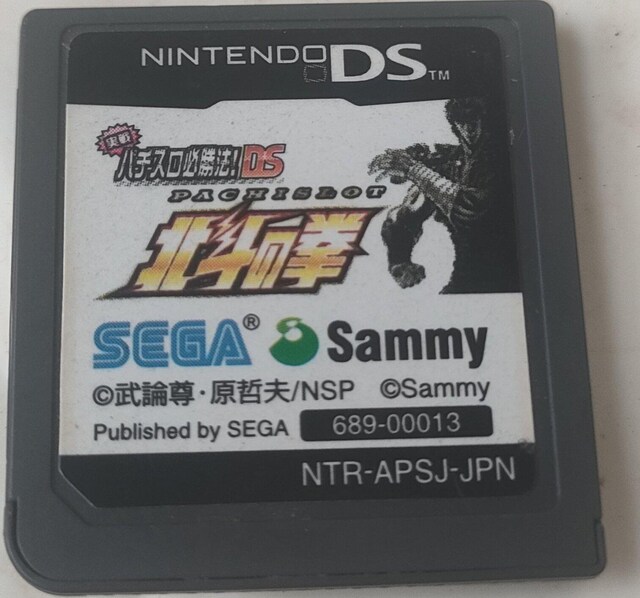 NINTENDO DS™
実戦
パチスロ必勝法!DS
PACHISLOT
北斗の拳
SEGA® Sammy
©武論尊・原哲夫/NSP ©Sammy
Published by SEGA 689-00013
NTR-APSJ-JPN